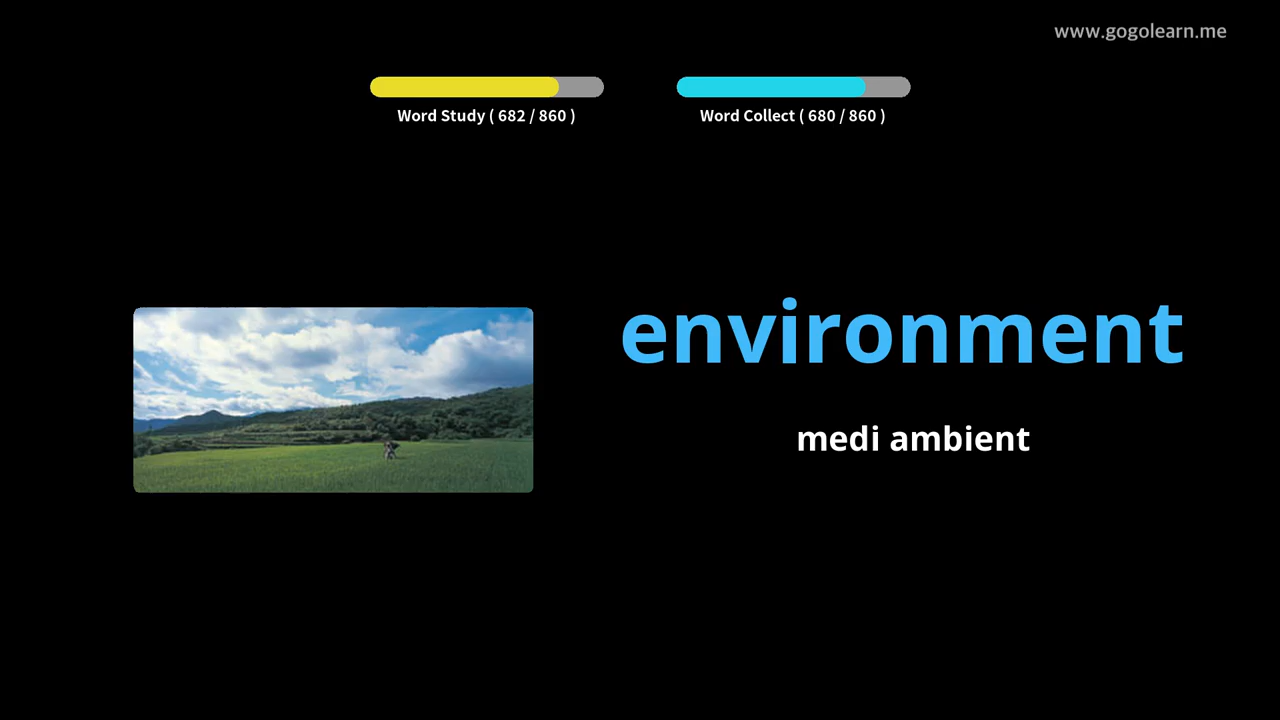 www.gogolearn.me
Word Study ( 682 / 860 )
Word Collect ( 680 / 860 )
environment
medi ambient